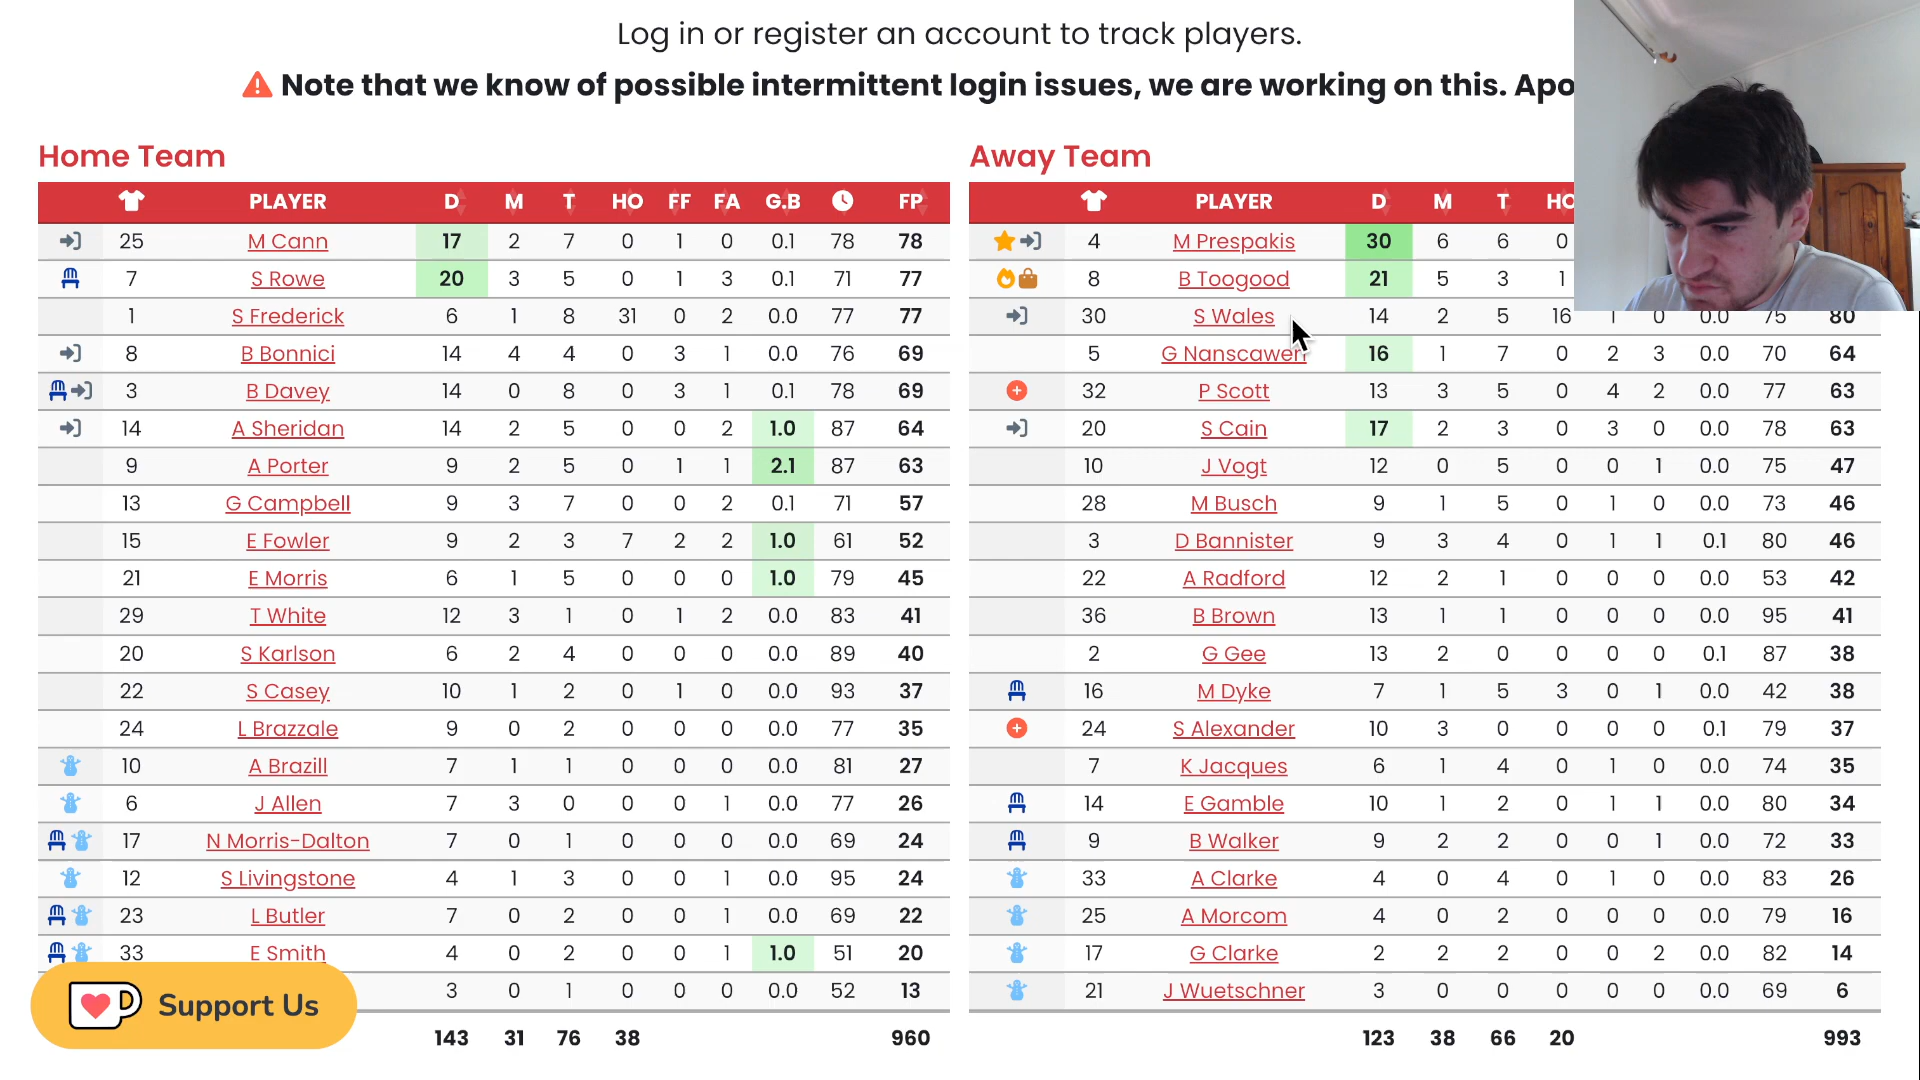 Log in or register an account to track players.
Note that we know of possible intermittent login issues, we are working on this. Apo
Home Team
PLAYER D M T HO FF FA G.B FP
25 M Cann 17 2 7 0 1 0 0.1 78 78
7 S Rowe 20 3 5 0 1 3 0.1 71 77
1 S Frederick 6 1 8 31 0 2 0.0 77 77
8 B Bonnici 14 4 4 0 3 1 0.0 76 69
3 B Davey 14 0 8 0 3 1 0.1 78 69
14 A Sheridan 14 2 5 0 0 2 1.0 87 64
9 A Porter 9 2 5 0 1 1 2.1 87 63
13 G Campbell 9 3 7 0 0 2 0.1 71 57
15 E Fowler 9 2 3 7 2 2 1.0 61 52
21 E Morris 6 1 5 0 0 0 1.0 79 45
29 T White 12 3 1 0 1 2 0.0 83 41
20 S Karlson 6 2 4 0 0 0 0.0 89 40
22 S Casey 10 1 2 0 1 0 0.0 93 37
24 L Brazzale 9 0 2 0 0 0 0.0 77 35
10 A Brazill 7 1 1 0 0 0 0.0 81 27
6 J Allen 7 3 0 0 0 1 0.0 77 26
17 N Morris-Dalton 7 0 1 0 0 0 0.0 69 24
12 S Livingstone 4 1 3 0 0 1 0.0 95 24
23 L Butler 7 0 2 0 0 1 0.0 69 22
33 E Smith 4 0 2 0 0 1 1.0 51 20
3 0 1 0 0 0 0.0 52 13
143 31 76 38 960
Support Us
Away Team
PLAYER D M T HO
4 M Prespakis 30 6 6 0
8 B Toogood 21 5 3 1
30 S Wales 14 2 5 16 1 0 0.0 75 80
5 G Nanscawen 16 1 7 0 2 3 0.0 70 64
32 P Scott 13 3 5 0 4 2 0.0 77 63
20 S Cain 17 2 3 0 3 0 0.0 78 63
10 J Vogt 12 0 5 0 0 1 0.0 75 47
28 M Busch 9 1 5 0 1 0 0.0 73 46
3 D Bannister 9 3 4 0 1 1 0.1 80 46
22 A Radford 12 2 1 0 0 0 0.0 53 42
36 B Brown 13 1 1 0 0 0 0.0 95 41
2 G Gee 13 2 0 0 0 0 0.1 87 38
16 M Dyke 7 1 5 3 0 1 0.0 42 38
24 S Alexander 10 3 0 0 0 0 0.1 79 37
7 K Jacques 6 1 4 0 1 0 0.0 74 35
14 E Gamble 10 1 2 0 1 1 0.0 80 34
9 B Walker 9 2 2 0 0 1 0.0 72 33
33 A Clarke 4 0 4 0 1 0 0.0 83 26
25 A Morcom 4 0 2 0 0 0 0.0 79 16
17 G Clarke 2 2 2 0 0 2 0.0 82 14
21 J Wuetschner 3 0 0 0 0 0 0.0 69 6
123 38 66 20 993